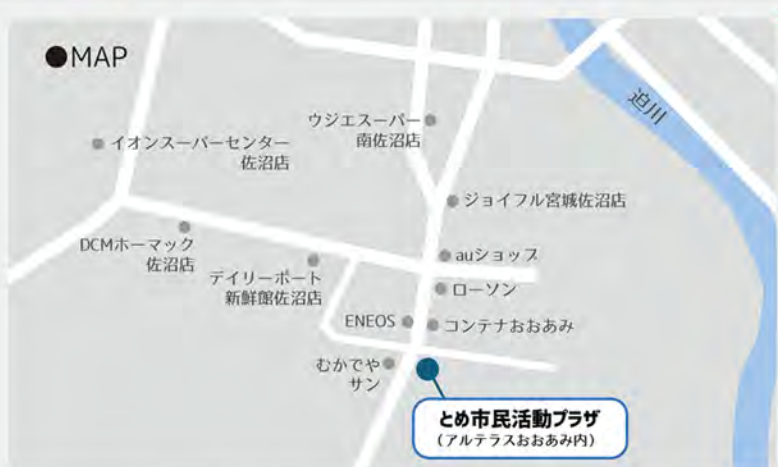 ●MAP
迫川
ウジエスーパー
南佐沼店
イオンスーパーセンター
佐沼店
ジョイフル宮城佐沼店
DCMホーマック
佐沼店
auショップ
デイリーポート
新鮮館佐沼店
ローソン
ENEOS
コンテナおおあみ
むかでや
サン
とめ市民活動プラザ
(アルテラスおおあみ内)